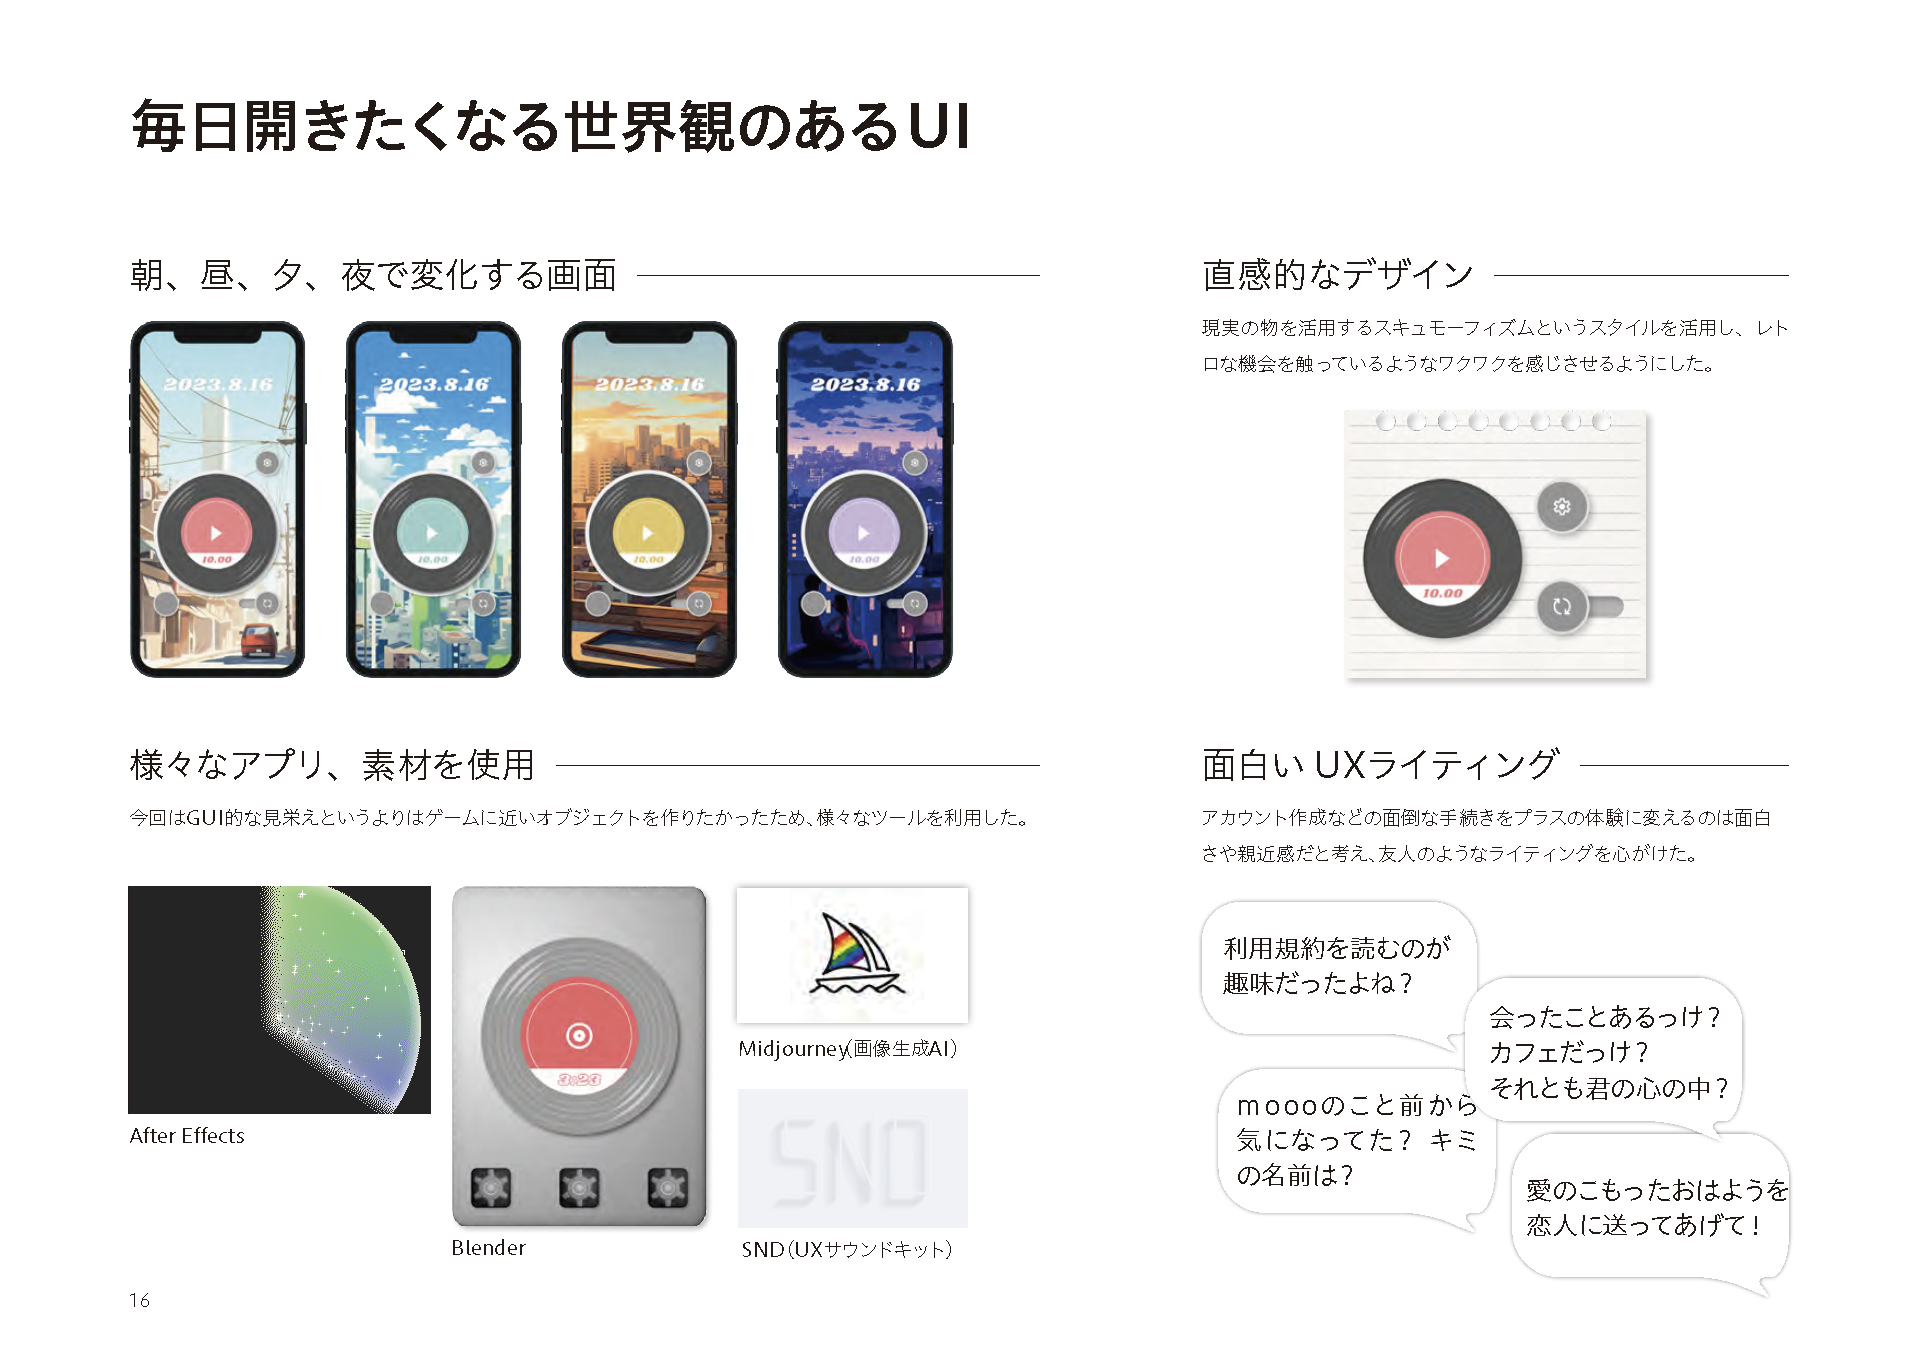 毎日開きたくなる世界観のあるUI
朝、昼、夕、夜で変化する画面
2023.8.16
10.00
2023.8.16
10.00
2023.8.16
10.00
2023.8.16
10.00
直感的なデザイン
現実の物を活用するスキュモーフィズムというスタイルを活用し、レト
ロな機会を触っているようなワクワクを感じさせるようにした。
10.00
様々なアプリ、素材を使用
今回はGUI的な見栄えというよりはゲームに近いオブジェクトを作りたかったため、様々なツールを利用した。
After Effects
3:23
Blender
Midjourney(画像生成AI)
SND
SND(UXサウンドキット)
面白い UXライティング
アカウント作成などの面倒な手続きをプラスの体験に変えるのは面白
さや親近感だと考え、友人のようなライティングを心がけた。
利用規約を読むのが
趣味だったよね？
会ったことあるっけ？
カフェだっけ？
それとも君の心の中？
moooのこと前から
気になってた？ キミ
の名前は？
愛のこもったおはようを
恋人に送ってあげて！
16